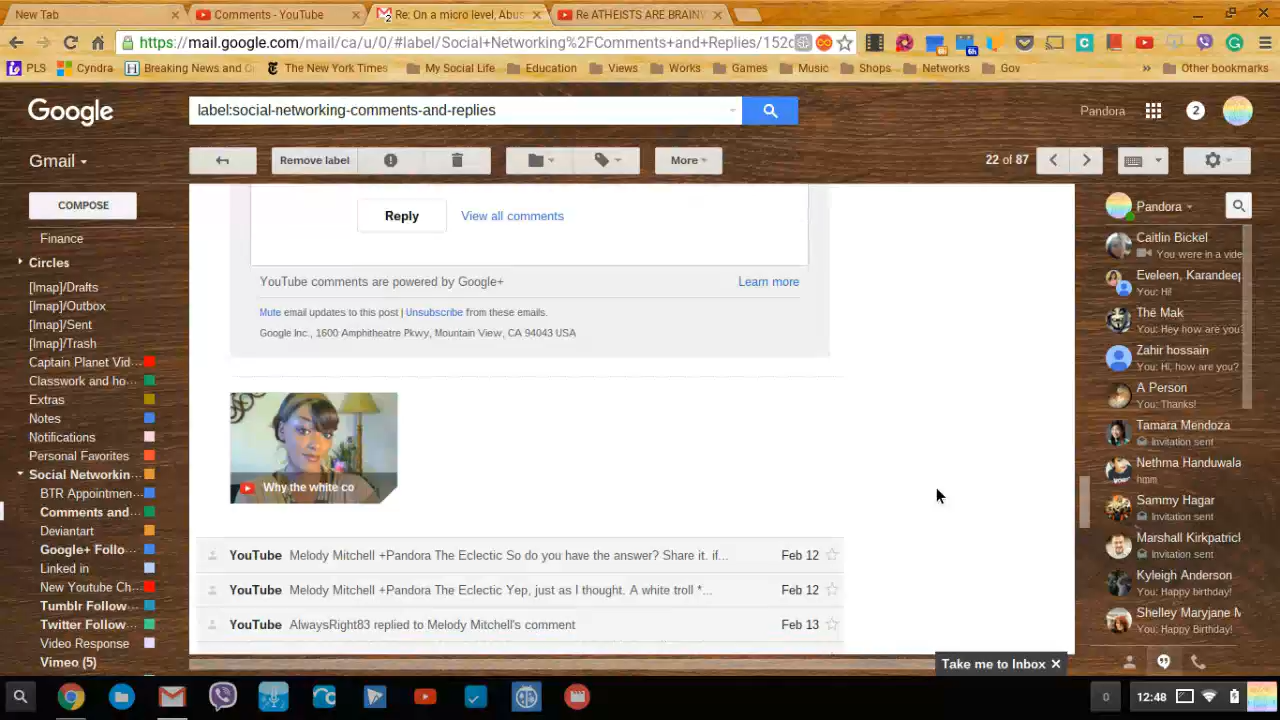 New Tab
Comments - YouTube
Re: On a micro level, Abus
Re ATHEISTS ARE BRAINV
https://mail.google.com/mail/ca/u/0/#label/Social+Networking%2FComments+and+Replies/152c
PLS
Cyndra
Breaking News and O
The New York Times
My Social Life
Education
Views
Works
Games
Music
Shops
Networks
Gov
Other bookmarks
Google
label:social-networking-comments-and-replies
Pandora
2
Gmail
Remove label
More
22 of 87
COMPOSE
Finance
Circles
[Imap]/Drafts
[Imap]/Outbox
[Imap]/Sent
[Imap]/Trash
Captain Planet Vid...
Classwork and ho...
Extras
Notes
Notifications
Personal Favorites
Social Networkin...
BTR Appointmen...
Comments and...
Deviantart
Google+ Follo...
Linked in
New Youtube Ch...
Tumblr Follow...
Twitter Follow...
Video Response
Vimeo (5)
Reply
View all comments
YouTube comments are powered by Google+
Learn more
Mute email updates to this post | Unsubscribe from these emails.
Google Inc., 1600 Amphitheatre Pkwy, Mountain View, CA 94043 USA
Why the white co
YouTube Melody Mitchell +Pandora The Eclectic So do you have the answer? Share it. if... Feb 12
YouTube Melody Mitchell +Pandora The Eclectic Yep, just as I thought. A white troll *... Feb 12
YouTube AlwaysRight83 replied to Melody Mitchell's comment Feb 13
Pandora
Caitlin Bickel
You were in a vide
Eveleen, Karandeep
You: Hi!
The Mak
You: Hey how are you?
Zahir hossain
You: Hi, how are you?
A Person
You: Thanks!
Tamara Mendoza
Invitation sent
Nethma Handuwala
hmm
Sammy Hagar
Invitation sent
Marshall Kirkpatricl
Invitation sent
Kyleigh Anderson
You: Happy birthday!
Shelley Maryjane M
You: Happy Birthday!
Take me to Inbox
0
12:48